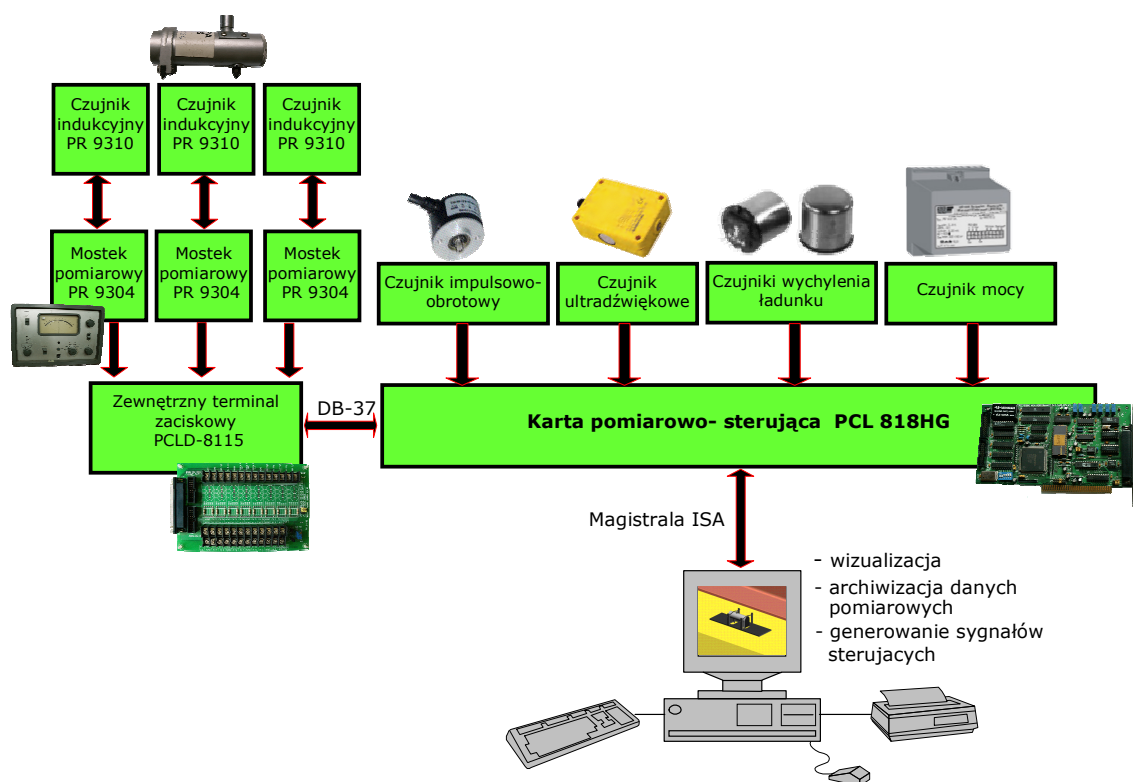 Czujnik
indukcyjny
PR 9310
Czujnik
indukcyjny
PR 9310
Czujnik
indukcyjny
PR 9310
Mostek
pomiarowy
PR 9304
Mostek
pomiarowy
PR 9304
Mostek
pomiarowy
PR 9304
Czujnik impulsowo-
obrotowy
Czujnik
ultradźwiękowe
Czujniki wychylenia
ładunku
Czujnik mocy
Zewnętrzny terminal
zaciskowy
PCLD-8115
DB-37
Karta pomiarowo- sterująca PCL 818HG
Magistrala ISA
- wizualizacja
- archiwizacja danych
pomiarowych
- generowanie sygnałów
sterujacych